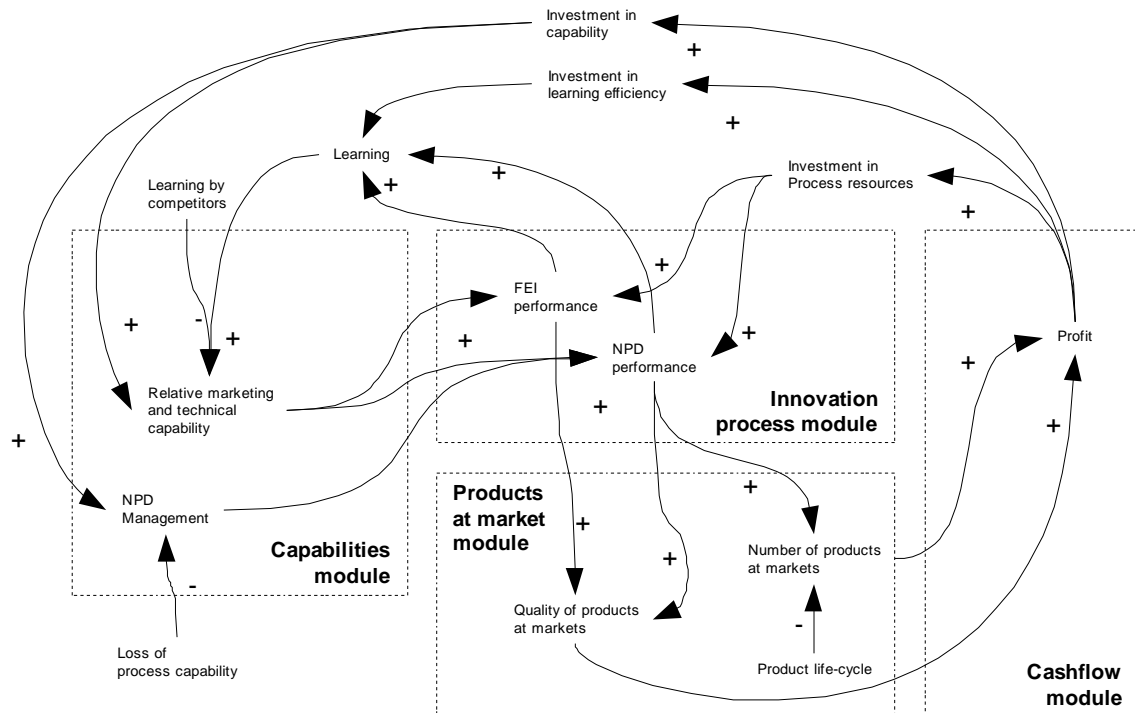 Investment in
capability
+
Investment in
learning efficiency
+
Learning
+
+
Investment in
Process resources
+
Learning by
competitors
+
FEI
performance
+
-
+
+
NPD
performance
+
Profit
+
Relative marketing
and technical
capability
+
+
Innovation
process module
+
+
NPD
Management
Products
at market
module
+
+
Number of products
at markets
Capabilities
module
+
-
Quality of products
at markets
-
Loss of
process capability
Product life-cycle
Cashflow
module